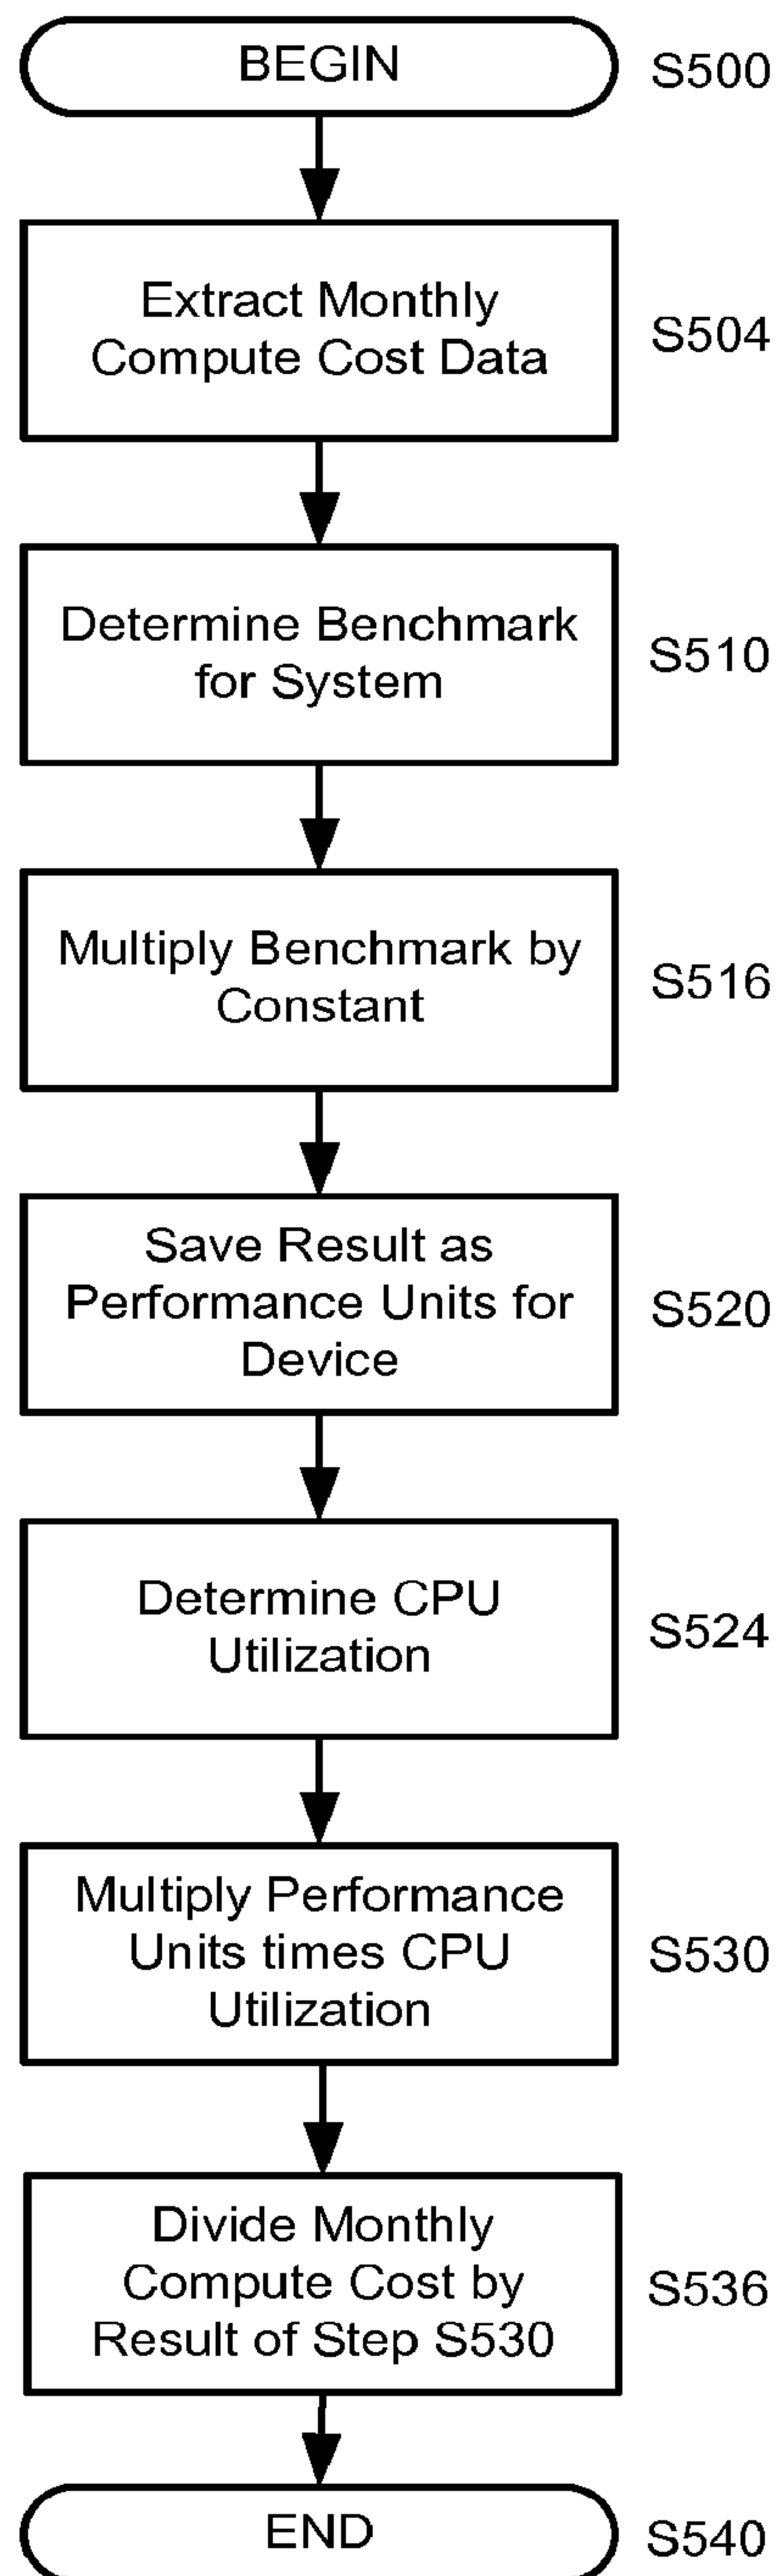 BEGIN
S500
Extract Monthly
Compute Cost Data
S504
Determine Benchmark
for System
S510
Multiply Benchmark by
Constant
S516
Save Result as
Performance Units for
Device
S520
Determine CPU
Utilization
S524
Multiply Performance
Units times CPU
Utilization
S530
Divide Monthly
Compute Cost by
Result of Step S530
S536
END
S540